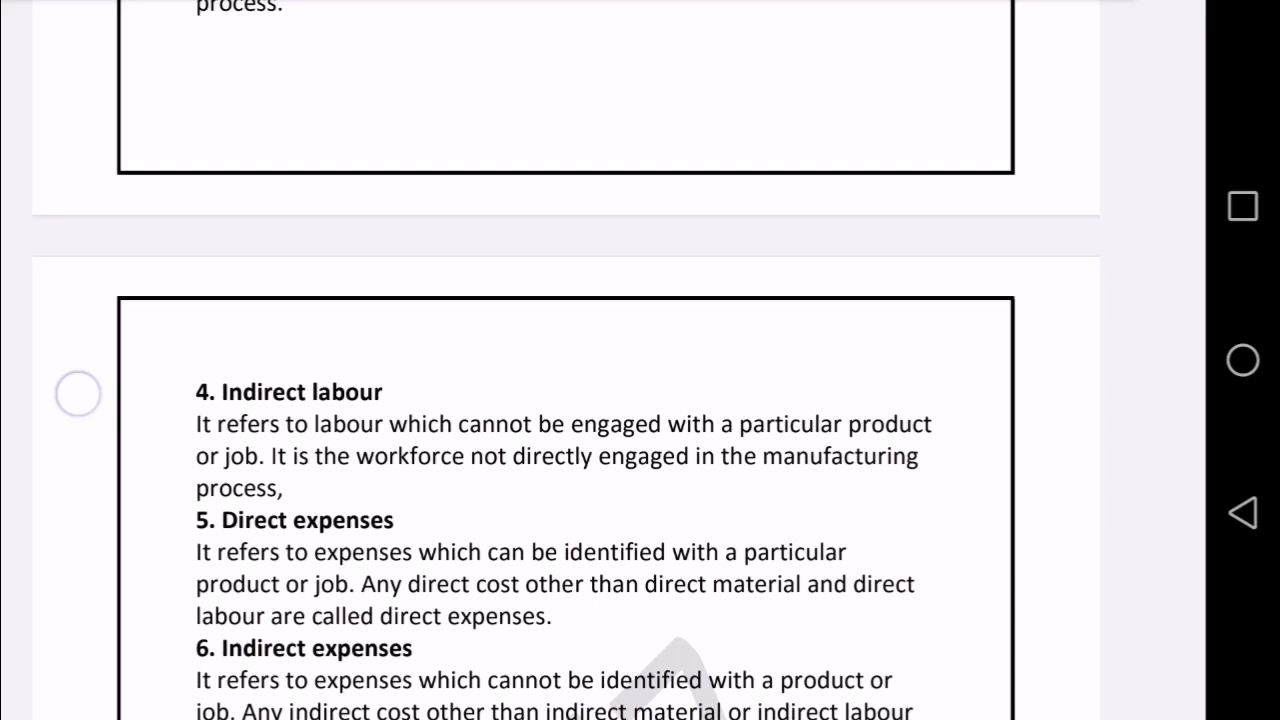 process.
4. Indirect labour
It refers to labour which cannot be engaged with a particular product
or job. It is the workforce not directly engaged in the manufacturing
process,
5. Direct expenses
It refers to expenses which can be identified with a particular
product or job. Any direct cost other than direct material and direct
labour are called direct expenses.
6. Indirect expenses
It refers to expenses which cannot be identified with a product or
job. Any indirect cost other than indirect material or indirect labour